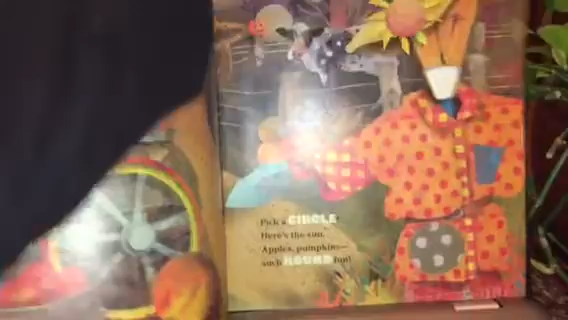 Pick a CIRCLE!
Here's the sun,
Apples, pumpkins—
such ROUND fun!